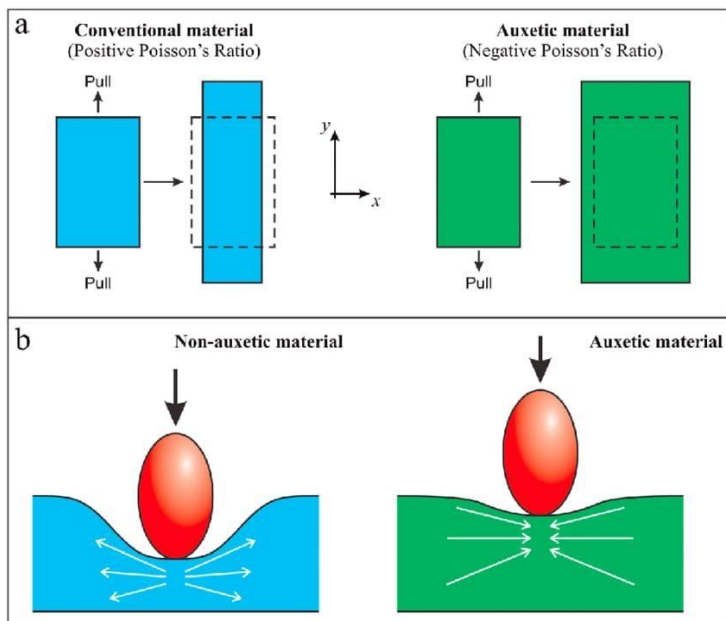 a
Conventional material
(Positive Poisson's Ratio)
Pull
Pull
y
x
Auxetic material
(Negative Poisson's Ratio)
Pull
Pull
b
Non-auxetic material
Auxetic material